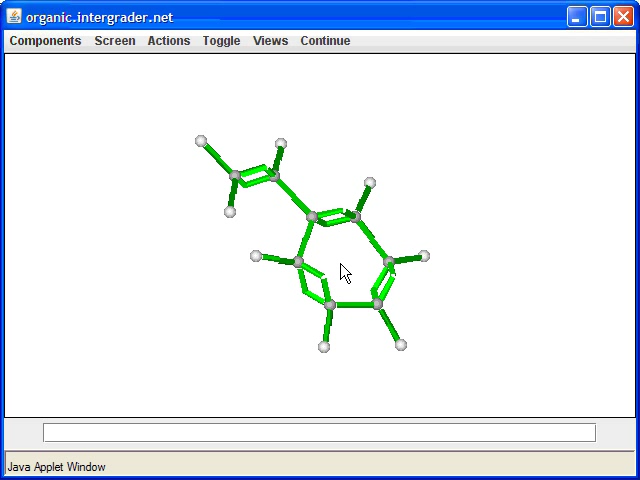 organic.intergrader.net
Components Screen Actions Toggle Views Continue
Java Applet Window